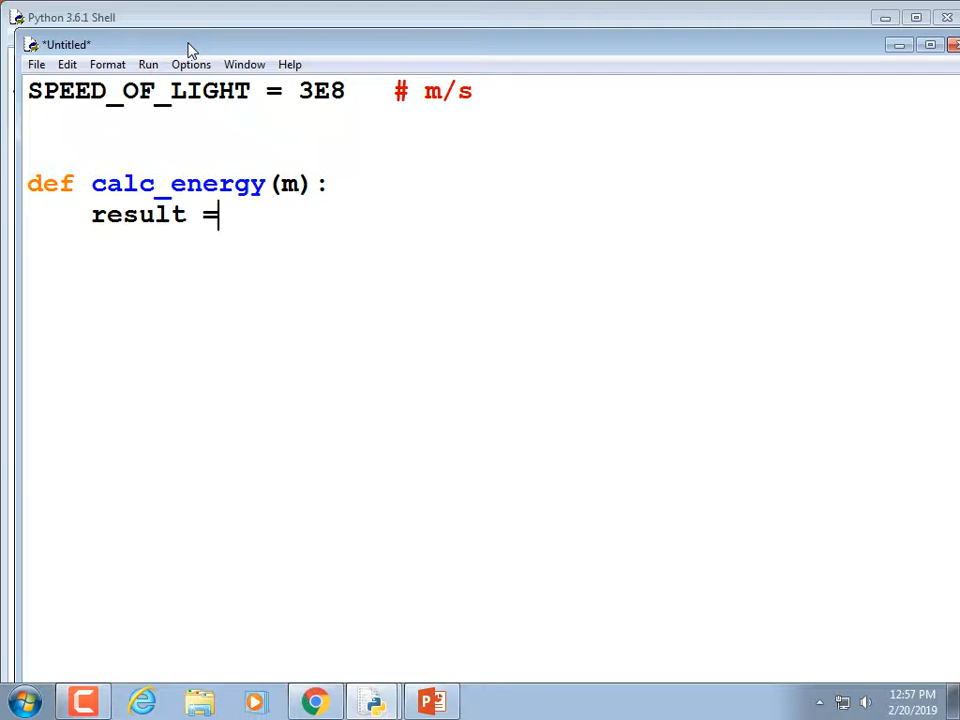 Python 3.6.1 Shell
*Untitled*
File Edit Format Run Options Window Help
SPEED_OF_LIGHT = 3E8   # m/s
def calc_energy(m):
    result =
12:57 PM
2/20/2019